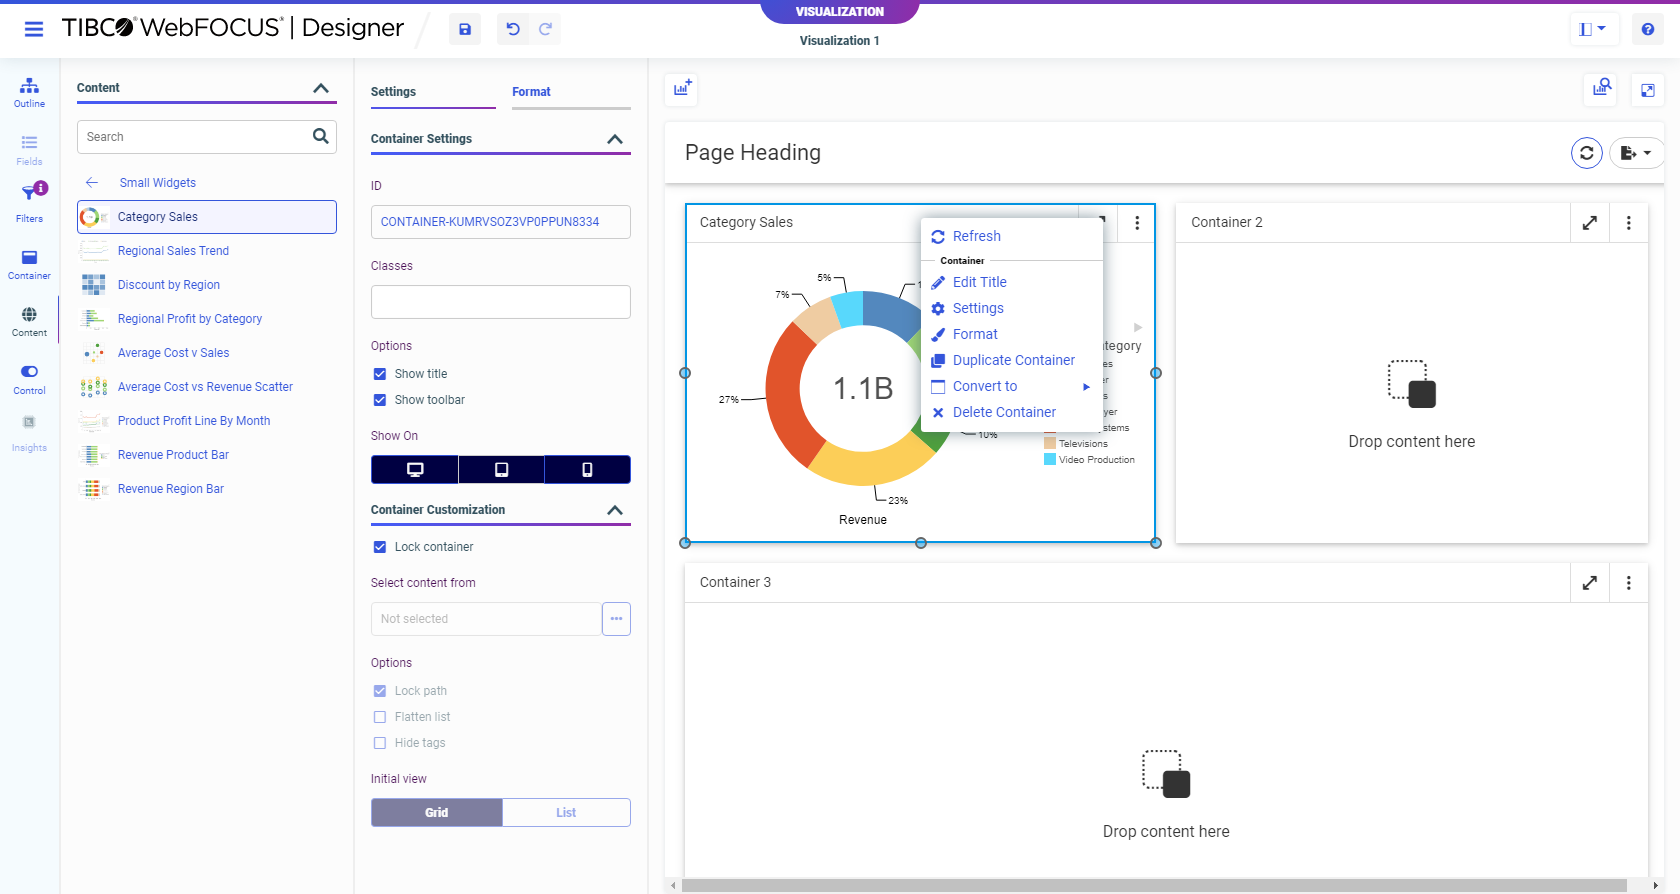 VISUALIZATION
TIBCO WebFOCUS® | Designer
Visualization 1
Outline
Fields
Filters
Container
Content
Control
Insights
Content
Search
Small Widgets
Category Sales
Regional Sales Trend
Discount by Region
Regional Profit by Category
Average Cost v Sales
Average Cost vs Revenue Scatter
Product Profit Line By Month
Revenue Product Bar
Revenue Region Bar
Settings
Format
Container Settings
ID
CONTAINER-KUMRVSOZ3VP0PPUN8334
Classes
Options
Show title
Show toolbar
Show On
Container Customization
Lock container
Select content from
Not selected
Options
Lock path
Flatten list
Hide tags
Initial view
Grid
List
Page Heading
Category Sales
5%
7%
27%
1.1B
10%
23%
Revenue
tegory
es
er
s
yer
stems
Televisions
Video Production
Refresh
Container
Edit Title
Settings
Format
Duplicate Container
Convert to
Delete Container
Container 2
Drop content here
Container 3
Drop content here